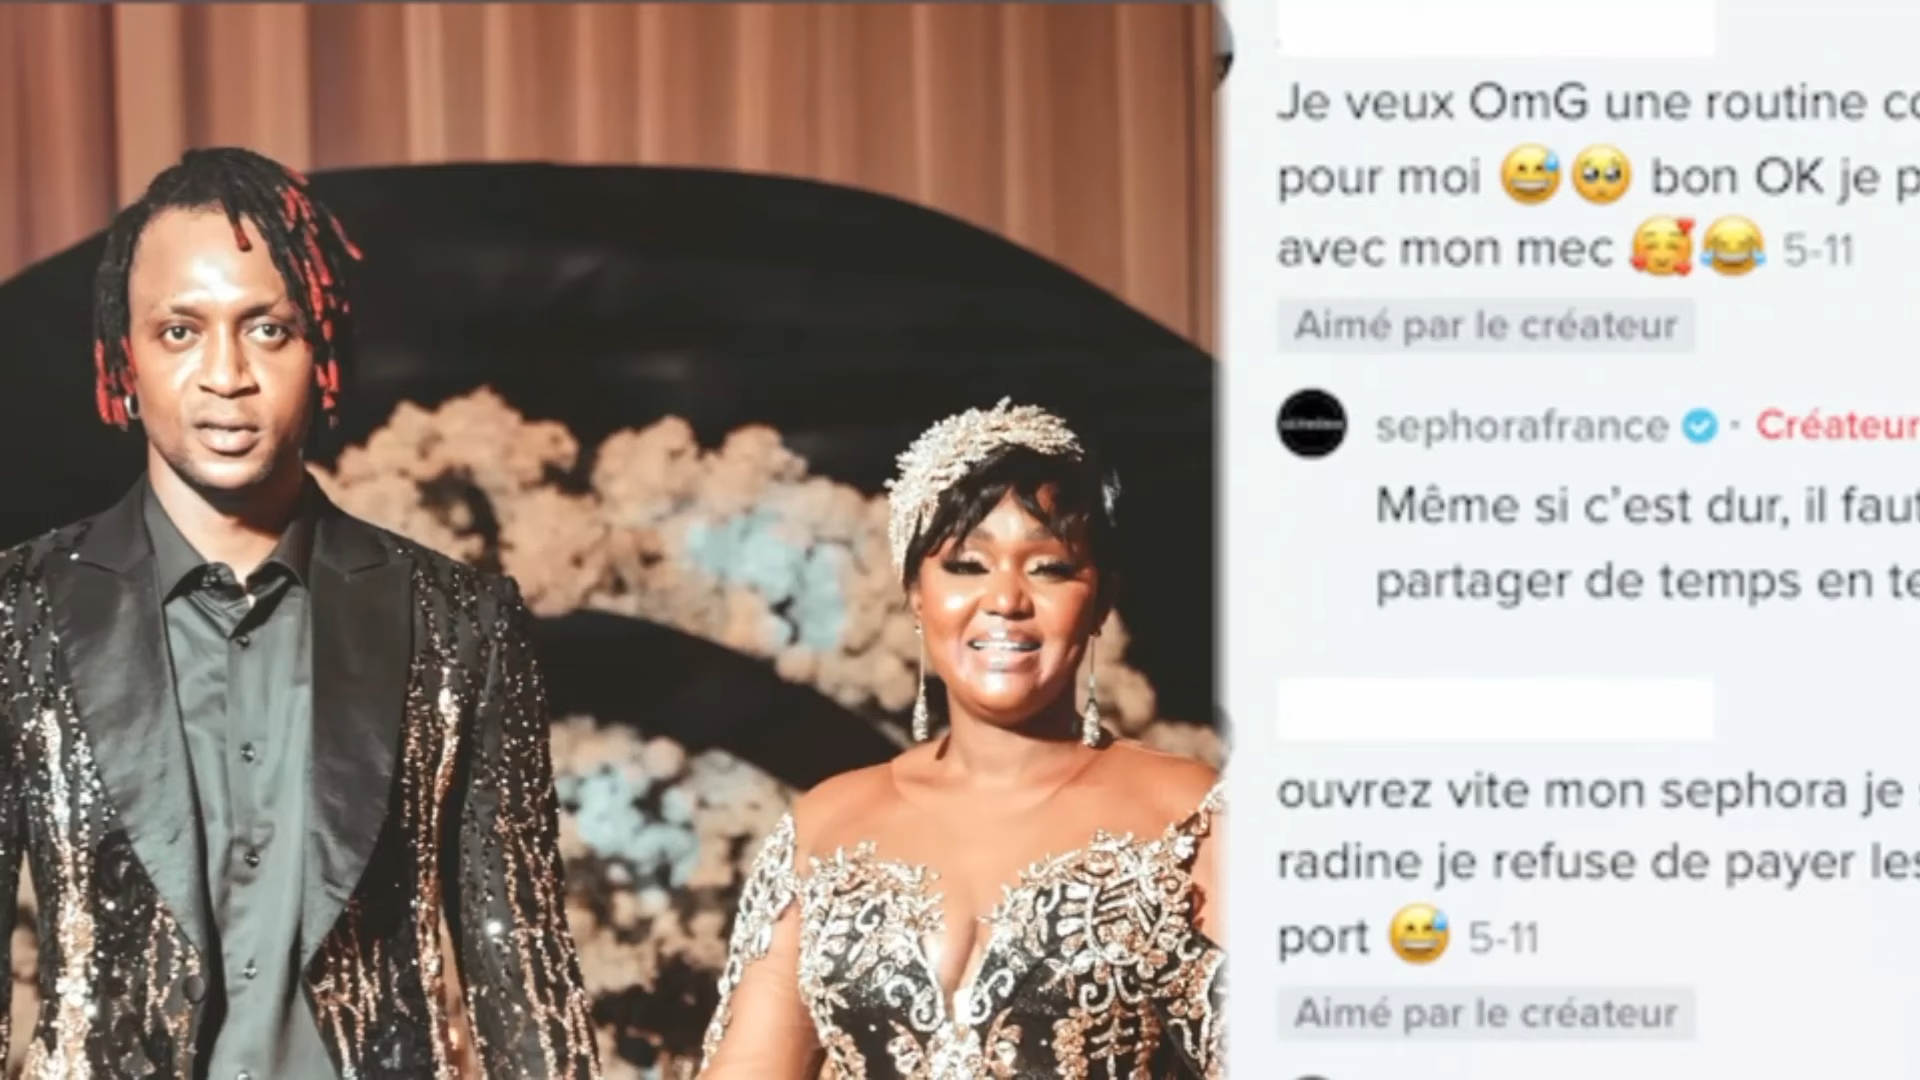 Je veux OmG une routine
pour moi 😅🥺 bon OK je
avec mon mec 🥰😂 5-11
Aimé par le créateur
sephorafrance · Créateur
Même si c'est dur, il faut
partager de temps en
ouvrez vite mon sephora je
radine je refuse de payer les
port 😅 5-11
Aimé par le créateur